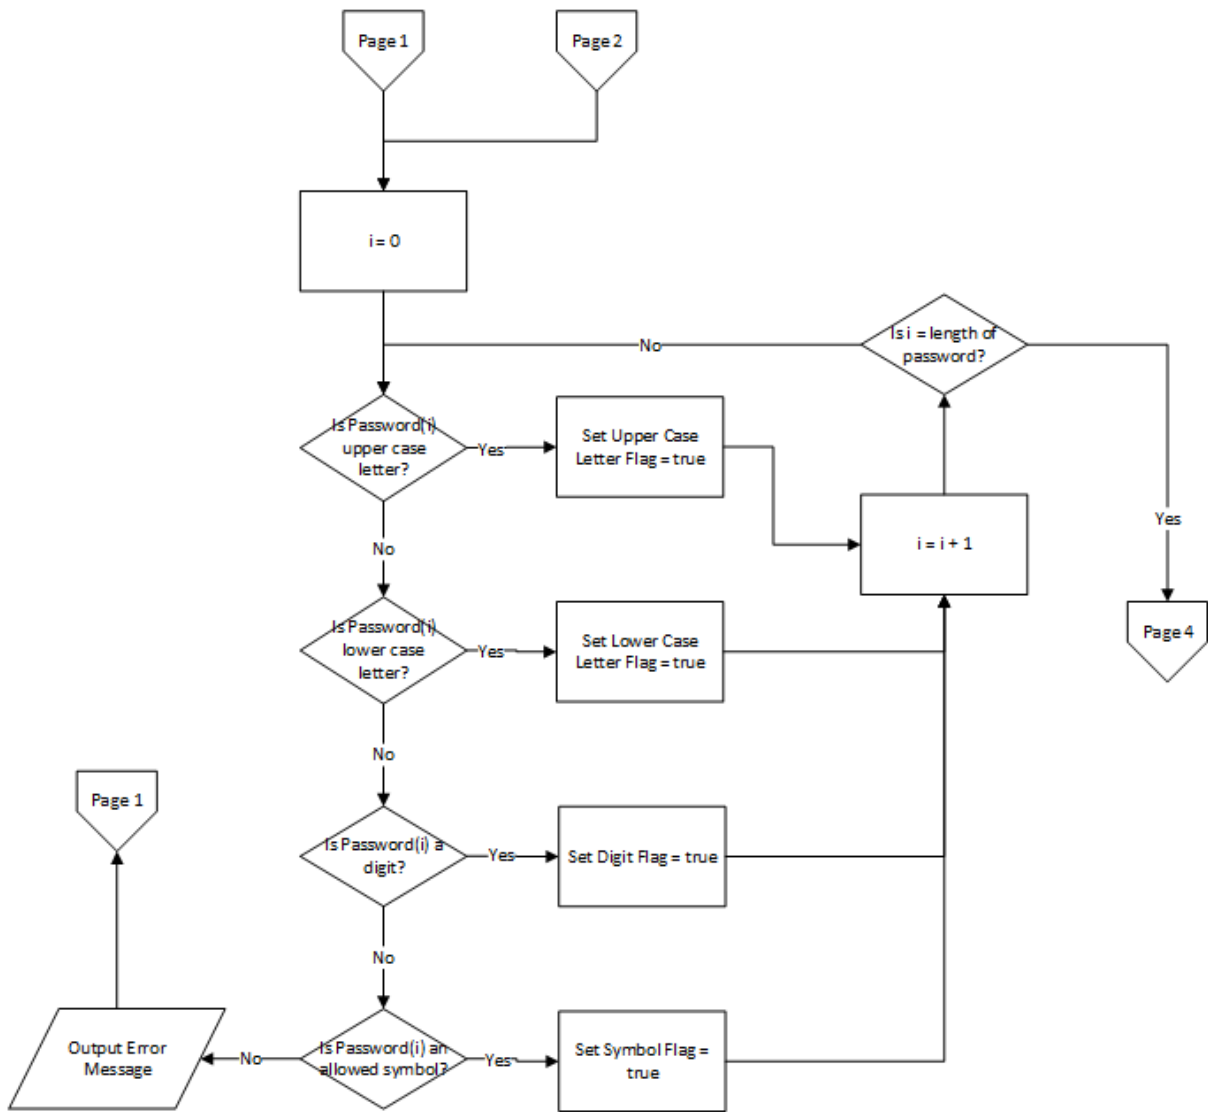 Page 1
Page 2
i = 0
Is i = length of
password?
No
Is Password(i)
upper case
letter?
Yes
Set Upper Case
Letter Flag = true
i = i + 1
Yes
No
Is Password(i)
lower case
letter?
Yes
Set Lower Case
Letter Flag = true
Page 4
No
Page 1
Is Password(i) a
digit?
Yes
Set Digit Flag = true
No
Output Error
Message
No
Is Password(i) an
allowed symbol?
Yes
Set Symbol Flag =
true